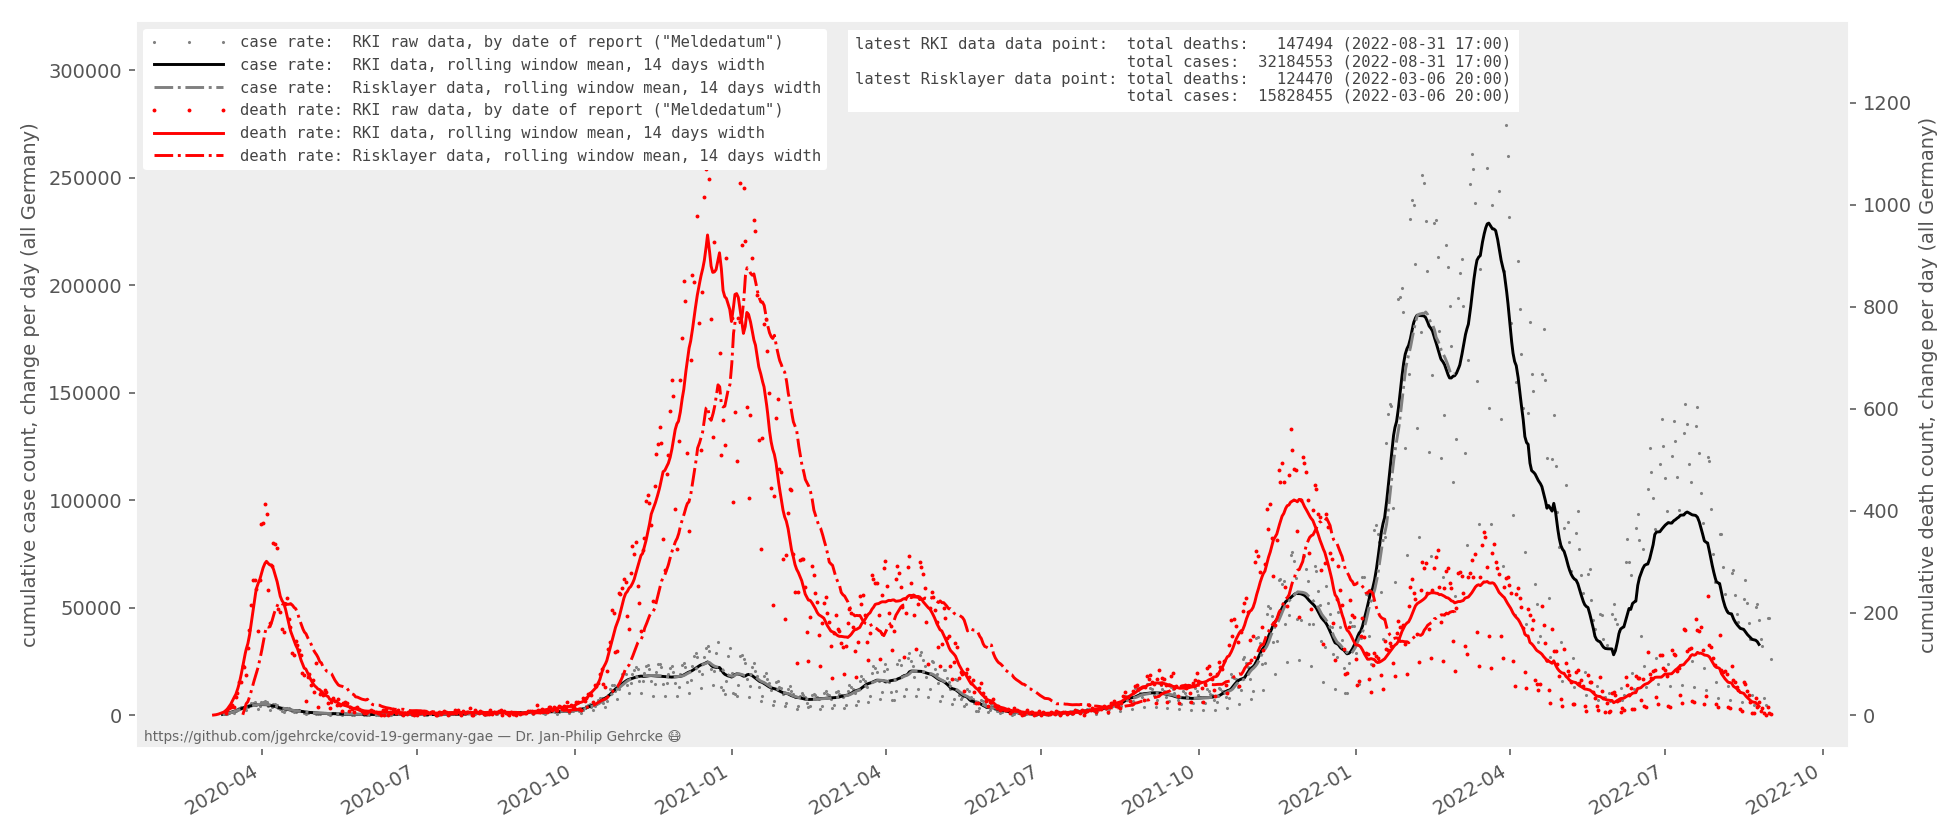 case rate:  RKI raw data, by date of report ("Meldedatum")
case rate:  RKI data, rolling window mean, 14 days width
case rate:  Risklayer data, rolling window mean, 14 days width
death rate: RKI raw data, by date of report ("Meldedatum")
death rate: RKI data, rolling window mean, 14 days width
death rate: Risklayer data, rolling window mean, 14 days width
latest RKI data data point:  total deaths:   147494 (2022-08-31 17:00)
total cases:  32184553 (2022-08-31 17:00)
latest Risklayer data point: total deaths:   124470 (2022-03-06 20:00)
total cases:  15828455 (2022-03-06 20:00)
cumulative case count, change per day (all Germany)
300000
250000
200000
150000
100000
50000
0
1200
1000
800
600
400
200
0
cumulative death count, change per day (all Germany)
https://github.com/jgehrcke/covid-19-germany-gae — Dr. Jan-Philip Gehrcke 😷
2020-04
2020-07
2020-10
2021-01
2021-04
2021-07
2021-10
2022-01
2022-04
2022-07
2022-10